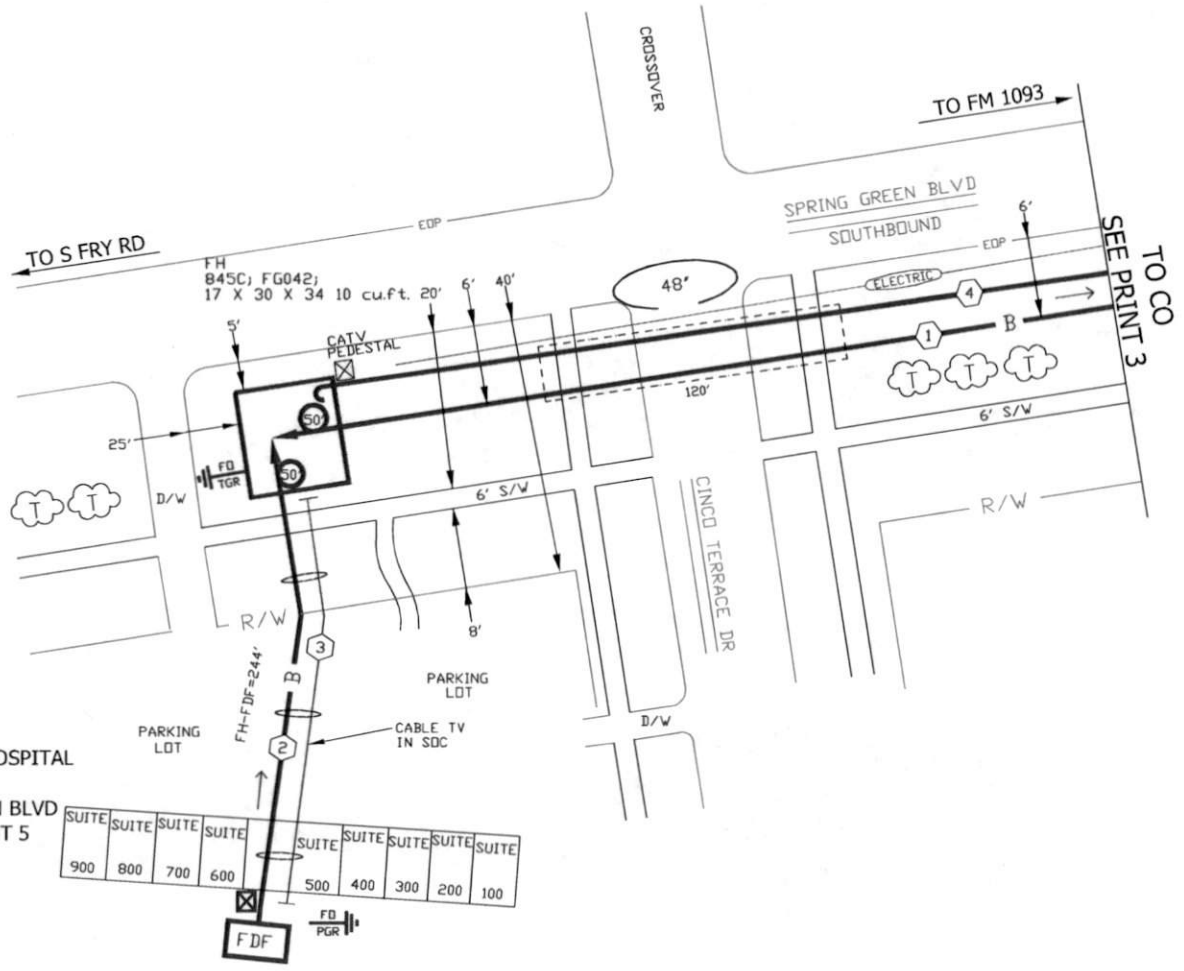 CROSSOVER
TO FM 1093
EOP
SPRING GREEN BLVD
SOUTHBOUND
6'
EOP
TO S FRY RD
FH
845C; FG042;
17 X 30 X 34 10 cu.ft.
20'
6'
40'
48"
ELECTRIC
4
TO CO
SEE PRINT 3
5'
CATV
PEDESTAL
1
B
T
T
T
120'
6' S/W
50'
25'
FO
TGR
50'
D/W
T
T
6' S/W
R/W
CINCO TERRACE DR
R/W
8'
3
FH-FDF=244'
B
PARKING
LOT
PARKING
LOT
CABLE TV
IN SOC
D/W
2
OSPITAL
BLVD
T 5
SUITE
900
SUITE
800
SUITE
700
SUITE
600
SUITE
500
SUITE
400
SUITE
300
SUITE
200
SUITE
100
FO
PGR
FDF